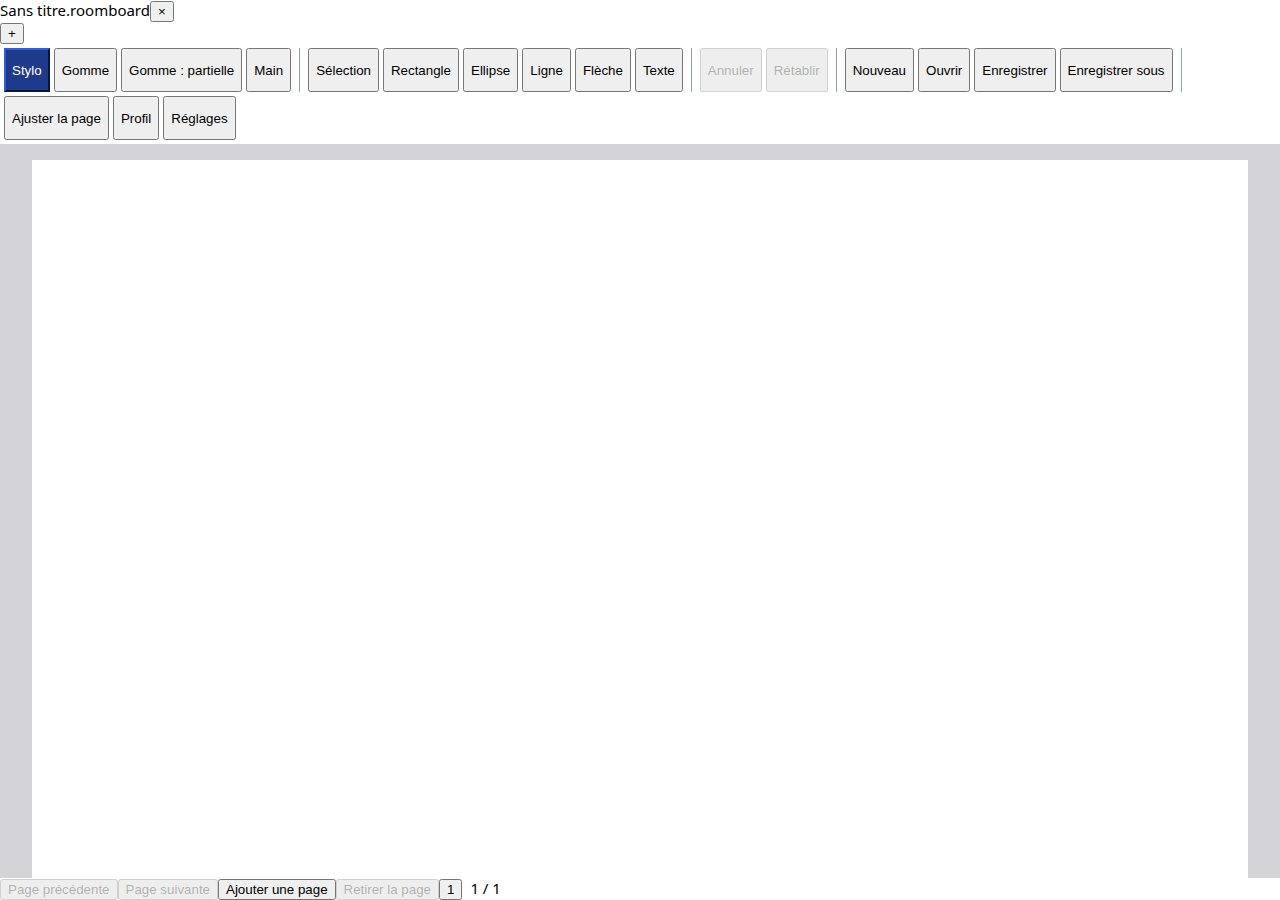 Sans titre.roomboard ×
+
Stylo Gomme Gomme : partielle Main Sélection Rectangle Ellipse Ligne Flèche Texte Annuler Rétablir Nouveau Ouvrir Enregistrer Enregistrer sous
Ajuster la page Profil Réglages
Page précédente Page suivante Ajouter une page Retirer la page 1 1 / 1